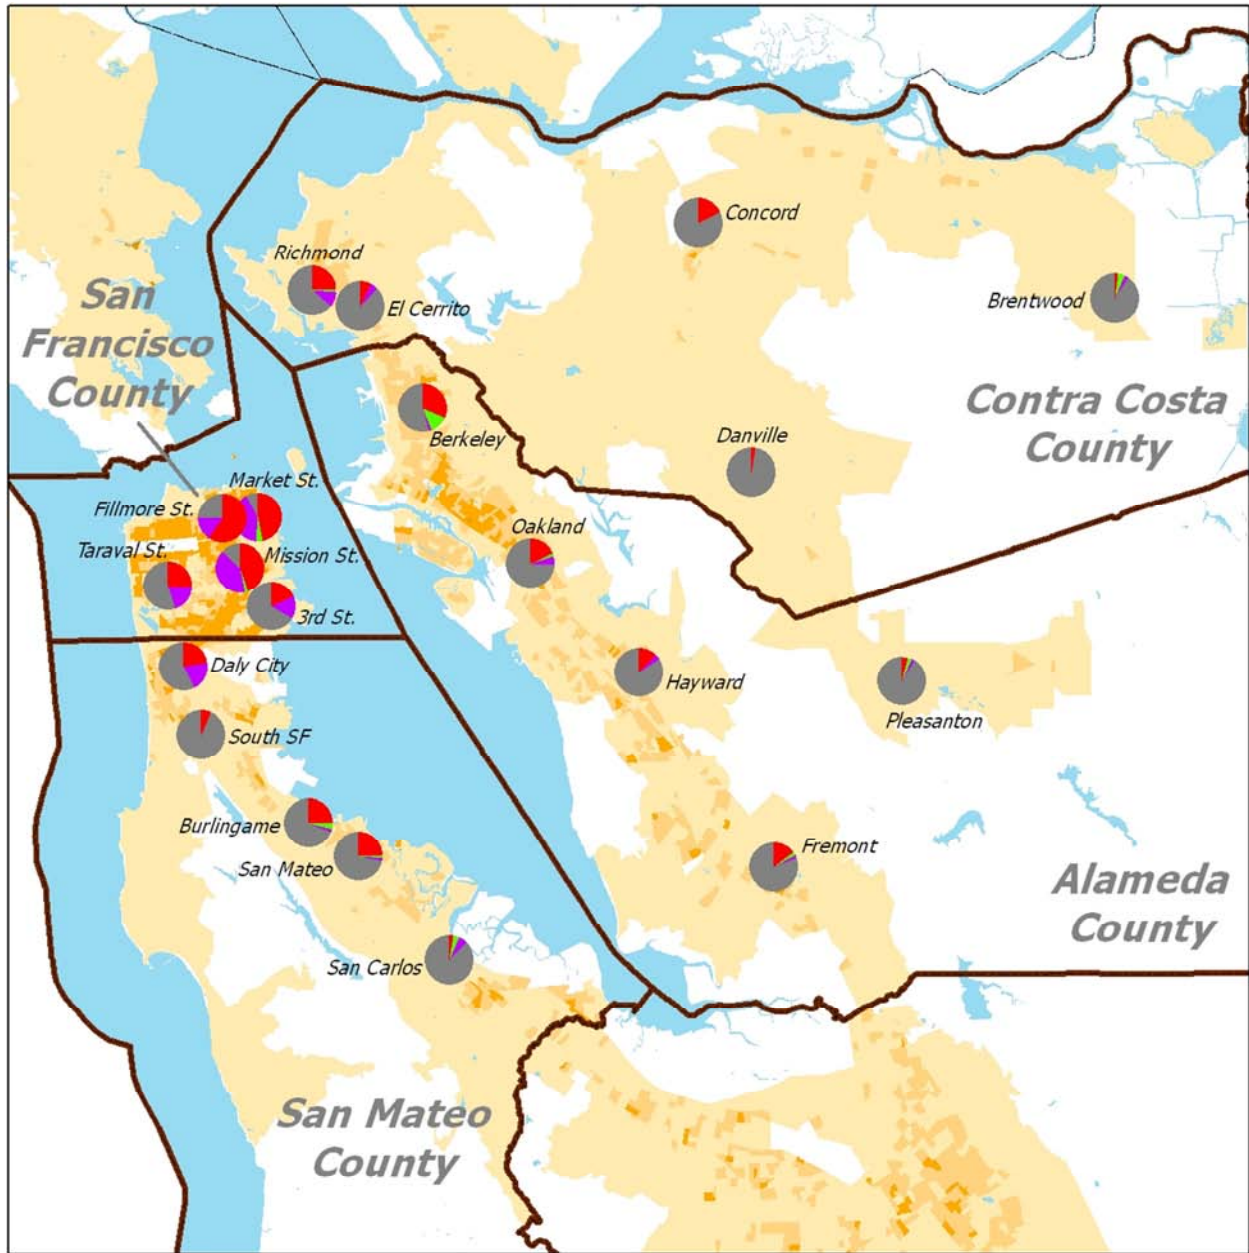 Concord
Richmond
El Cerrito
Brentwood
San
Francisco
County
Contra Costa
County
Berkeley
Danville
Market St.
Fillmore St.
Oakland
Taraval St.
Mission St.
3rd St.
Daly City
Hayward
Pleasanton
South SF
Burlingame
San Mateo
Fremont
Alameda
County
San Carlos
San Mateo
County